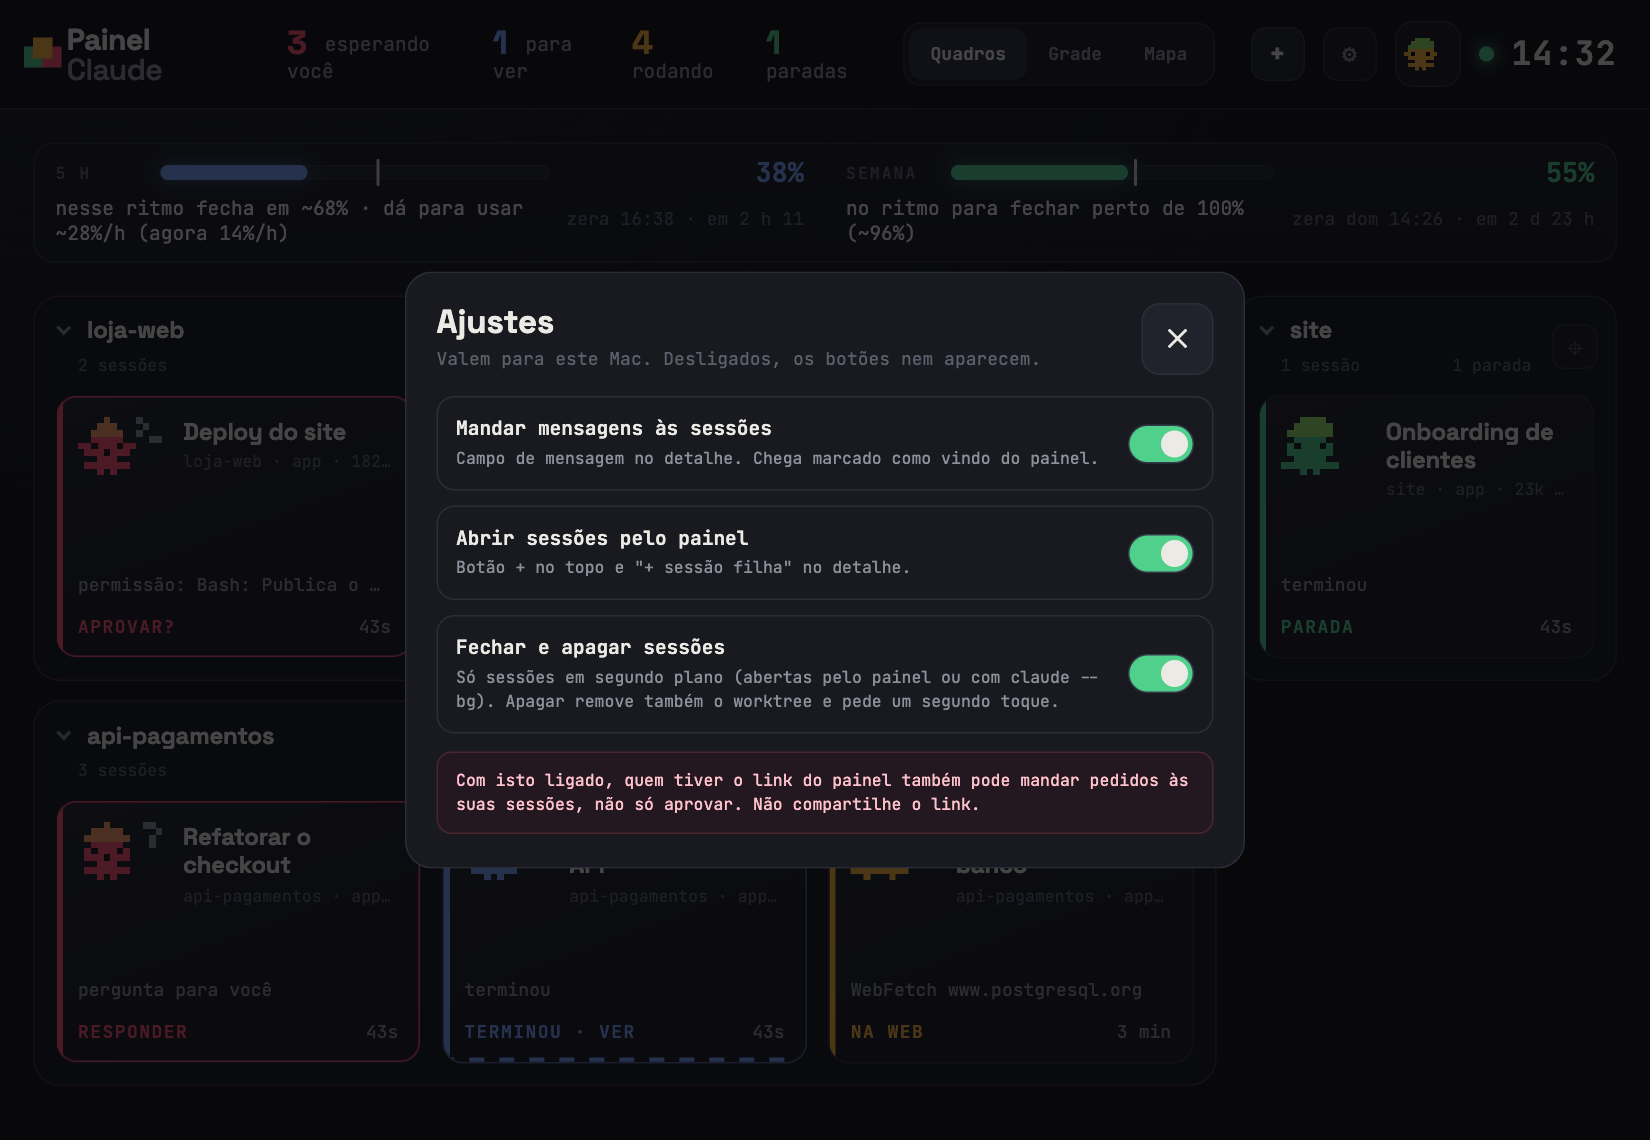 Painel
Claude
3 esperando
você
1 para
ver
4
rodando
1
paradas
Quadros
Grade
Mapa
+
14:32
5 H
38%
nesse ritmo fecha em ~68% · dá para usar
~28%/h (agora 14%/h)
zera 16:38 · em 2 h 11
SEMANA
55%
no ritmo para fechar perto de 100%
(~96%)
zera dom 14:26 · em 2 d 23 h
loja-web
2 sessões
Deploy do site
loja-web · app · 182…
permissão: Bash: Publica o …
APROVAR?
43s
Ajustes
Valem para este Mac. Desligados, os botões nem aparecem.
Mandar mensagens às sessões
Campo de mensagem no detalhe. Chega marcado como vindo do painel.
Abrir sessões pelo painel
Botão + no topo e "+ sessão filha" no detalhe.
Fechar e apagar sessões
Só sessões em segundo plano (abertas pelo painel ou com claude --
bg). Apagar remove também o worktree e pede um segundo toque.
Com isto ligado, quem tiver o link do painel também pode mandar pedidos às
suas sessões, não só aprovar. Não compartilhe o link.
site
1 sessão
1 parada
Onboarding de
clientes
site · app · 23k …
terminou
PARADA
43s
api-pagamentos
3 sessões
Refatorar o
checkout
api-pagamentos · app…
pergunta para você
RESPONDER
43s
api-pagamentos · app…
terminou
TERMINOU · VER
43s
api-pagamentos · app…
WebFetch www.postgresql.org
NA WEB
3 min